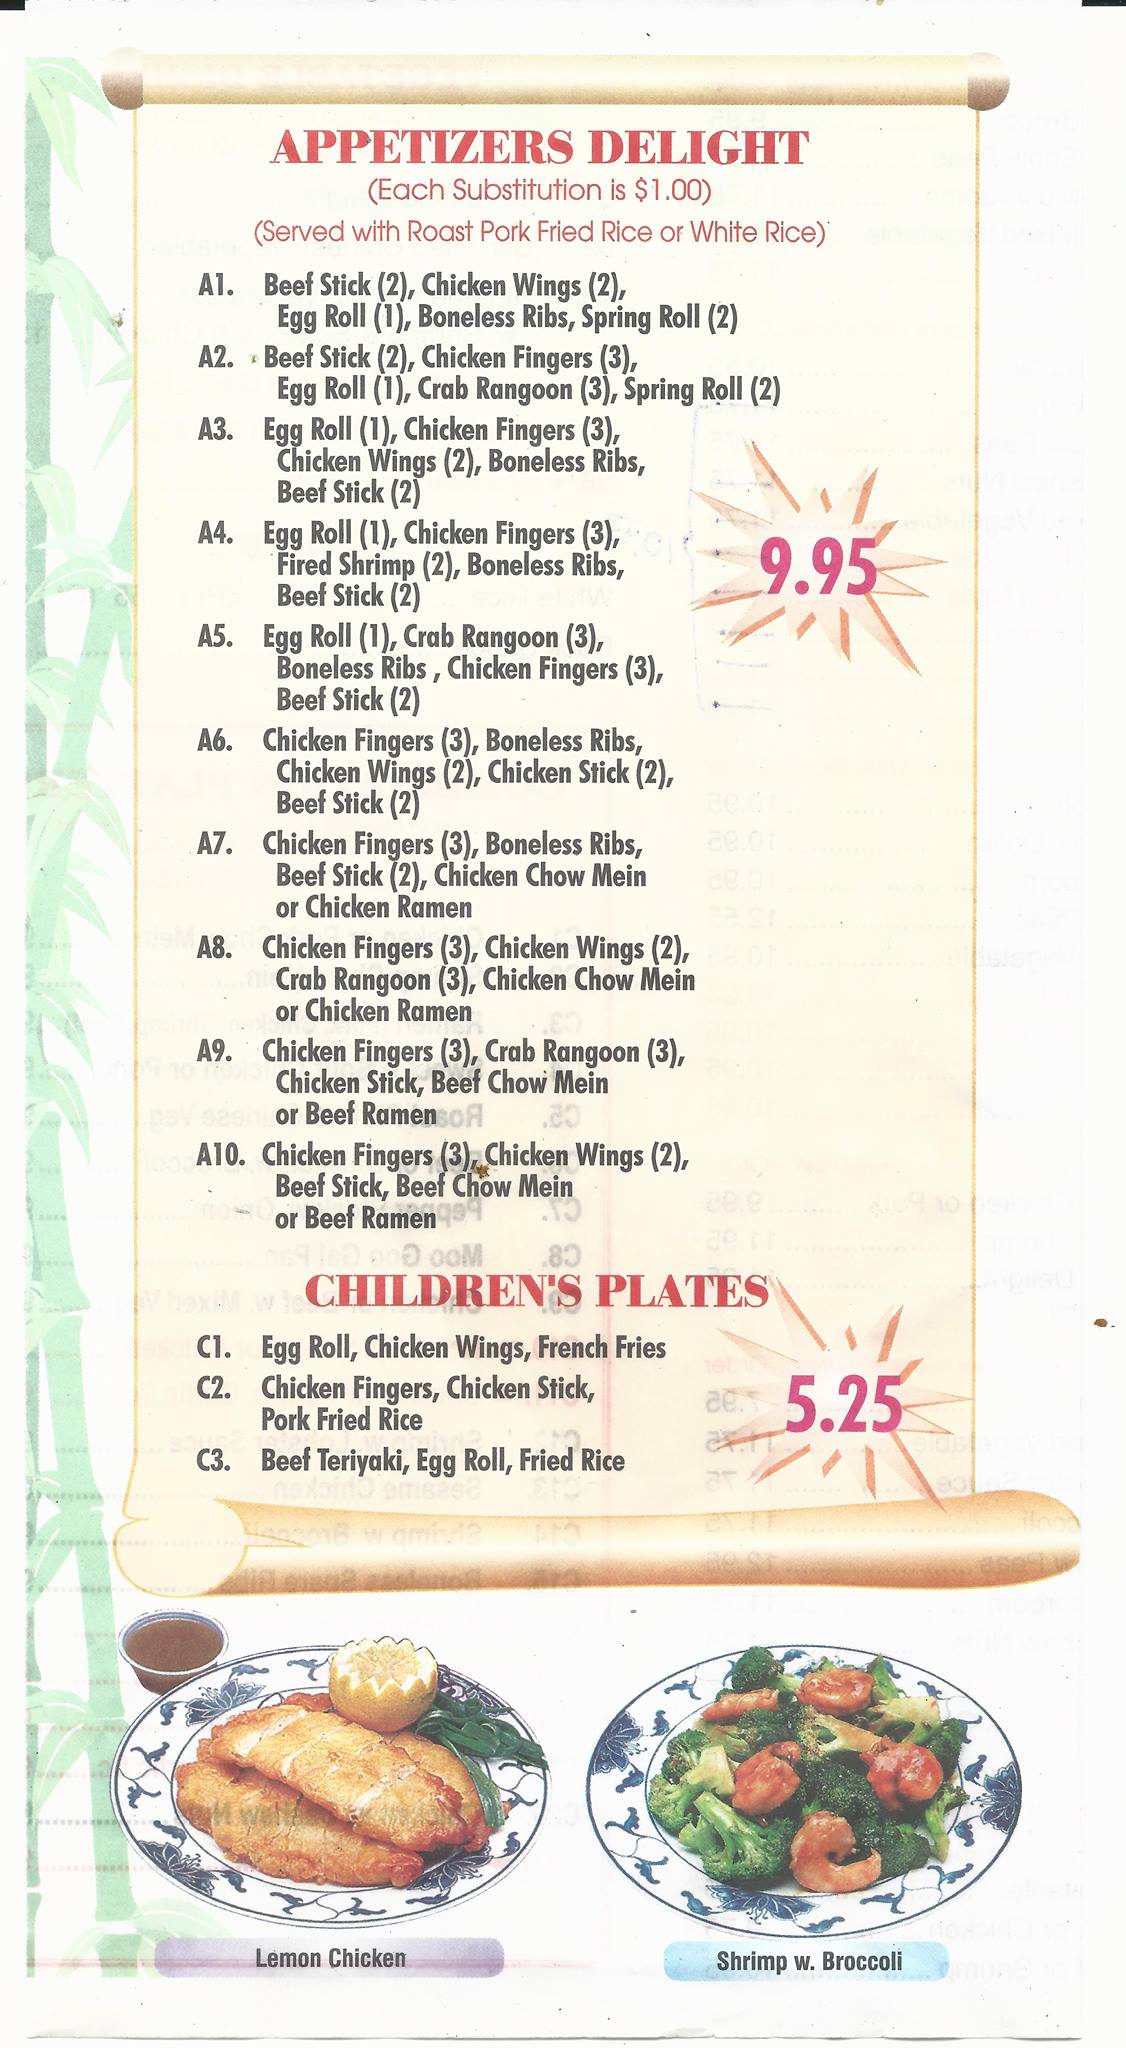 APPETIZERS DELIGHT
(Each Substitution is $1.00)
(Served with Roast Pork Fried Rice or White Rice)
A1. Beef Stick (2), Chicken Wings (2),
Egg Roll (1), Boneless Ribs, Spring Roll (2)
A2. Beef Stick (2), Chicken Fingers (3),
Egg Roll (1), Crab Rangoon (3), Spring Roll (2)
A3. Egg Roll (1), Chicken Fingers (3),
Chicken Wings (2), Boneless Ribs,
Beef Stick (2)
A4. Egg Roll (1), Chicken Fingers (3),
Fired Shrimp (2), Boneless Ribs,
Beef Stick (2)
9.95
A5. Egg Roll (1), Crab Rangoon (3),
Boneless Ribs , Chicken Fingers (3),
Beef Stick (2)
A6. Chicken Fingers (3), Boneless Ribs,
Chicken Wings (2), Chicken Stick (2),
Beef Stick (2)
A7. Chicken Fingers (3), Boneless Ribs,
Beef Stick (2), Chicken Chow Mein
or Chicken Ramen
A8. Chicken Fingers (3), Chicken Wings (2),
Crab Rangoon (3), Chicken Chow Mein
or Chicken Ramen
A9. Chicken Fingers (3), Crab Rangoon (3),
Chicken Stick, Beef Chow Mein
or Beef Ramen
A10. Chicken Fingers (3), Chicken Wings (2),
Beef Stick, Beef Chow Mein
or Beef Ramen
CHILDREN'S PLATES
C1. Egg Roll, Chicken Wings, French Fries
C2. Chicken Fingers, Chicken Stick,
Pork Fried Rice
5.25
C3. Beef Teriyaki, Egg Roll, Fried Rice
Lemon Chicken
Shrimp w. Broccoli